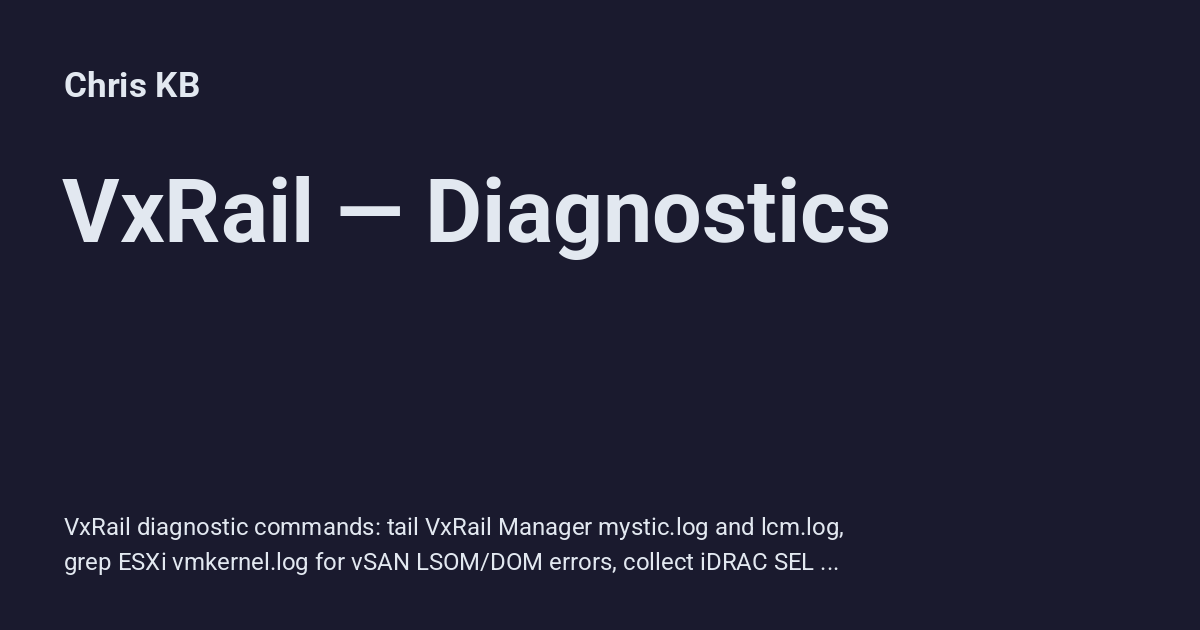 Chris KB
VxRail — Diagnostics
VxRail diagnostic commands: tail VxRail Manager mystic.log and lcm.log,
grep ESXi vmkernel.log for vSAN LSOM/DOM errors, collect iDRAC SEL ...